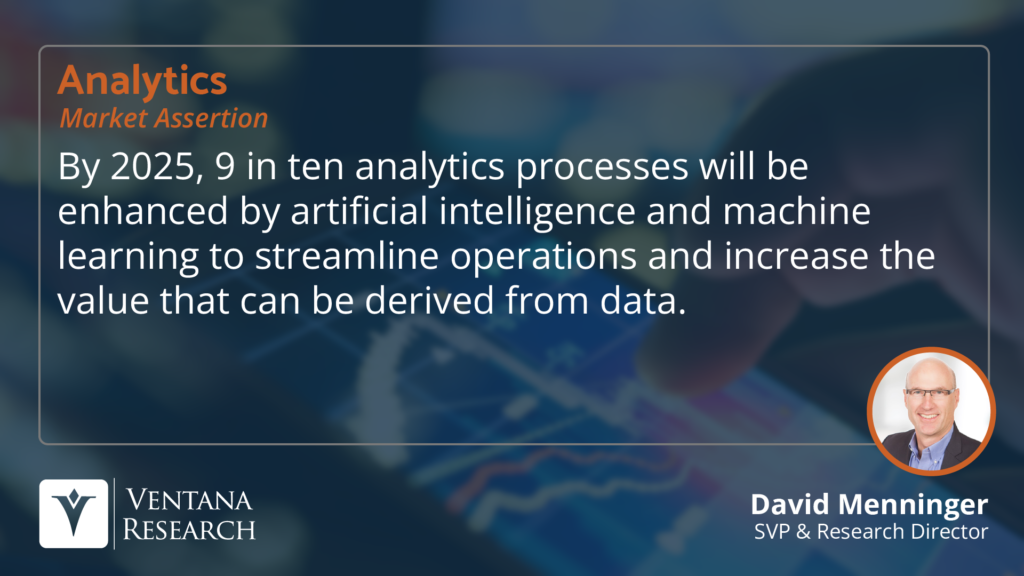 Analytics
Market Assertion
By 2025, 9 in ten analytics processes will be
enhanced by artificial intelligence and machine
learning to streamline operations and increase the
value that can be derived from data.
VENTANA
RESEARCH
David Menninger
SVP & Research Director